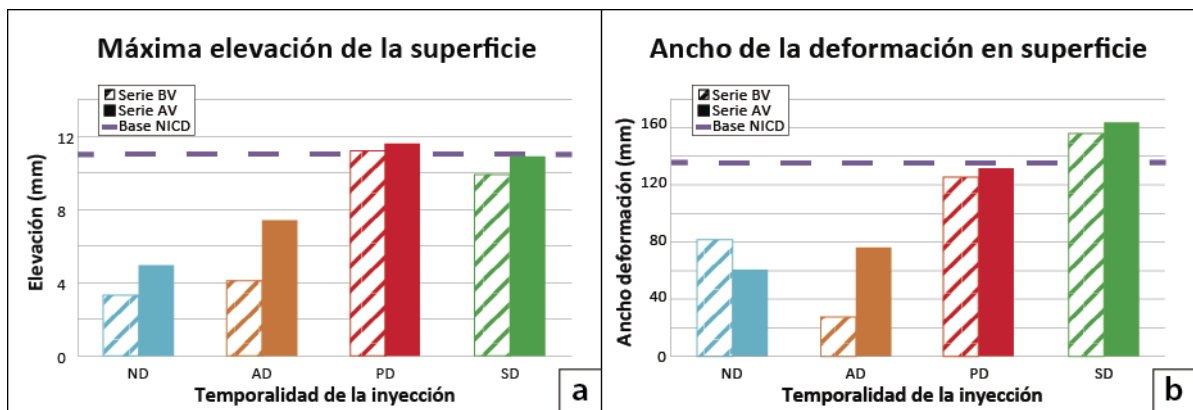 Máxima elevación de la superficie
Serie BV
Serie AV
Base NICD
Elevación (mm)
12
8
4
0
ND AD PD SD
Temporalidad de la inyección
a
Ancho de la deformación en superficie
Serie BV
Serie AV
Base NICD
Ancho deformación (mm)
160
120
80
40
0
ND AD PD SD
Temporalidad de la inyección
b